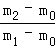 m₂ − m₀
m₁ − m₀